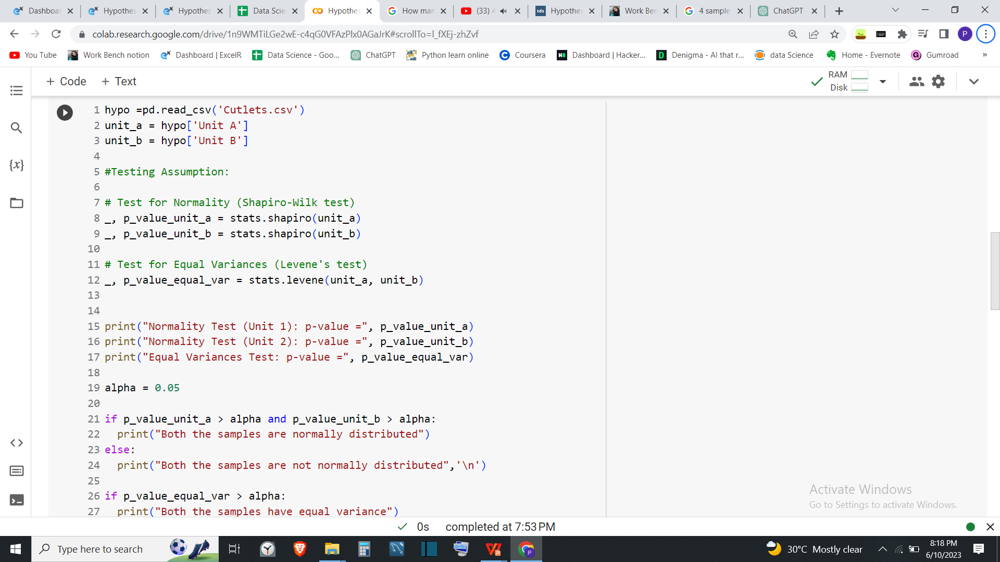 Dashboar
Hypothes
Hypothes
Data Scie
Hypothes
How man
(33) 4
tds
Hypothes
Work Ben
4 sample
ChatGPT
colab.research.google.com/drive/1n9WMTiLGe2wE-c4qG0VFAzPlx0AGaJrK#scrollTo=l_fXEj-zhZvf
P
You Tube
Work Bench notion
Dashboard | ExcelR
Data Science - Goo...
ChatGPT
Python learn online
Coursera
Dashboard | Hacker...
Denigma - AI that r...
data Science
Home - Evernote
Gumroad
»
+ Code + Text
RAM
Disk
1 hypo =pd.read_csv('Cutlets.csv')
2 unit_a = hypo['Unit A']
3 unit_b = hypo['Unit B']
4
5 #Testing Assumption:
6
7 # Test for Normality (Shapiro-Wilk test)
8 _, p_value_unit_a = stats.shapiro(unit_a)
9 _, p_value_unit_b = stats.shapiro(unit_b)
10
11 # Test for Equal Variances (Levene's test)
12 _, p_value_equal_var = stats.levene(unit_a, unit_b)
13
14
15 print("Normality Test (Unit 1): p-value =", p_value_unit_a)
16 print("Normality Test (Unit 2): p-value =", p_value_unit_b)
17 print("Equal Variances Test: p-value =", p_value_equal_var)
18
19 alpha = 0.05
20
21 if p_value_unit_a > alpha and p_value_unit_b > alpha:
22   print("Both the samples are normally distributed")
23 else:
24   print("Both the samples are not normally distributed",'\n')
25
26 if p_value_equal_var > alpha:
27   print("Both the samples have equal variance")
{x}
Activate Windows
Go to Settings to activate Windows.
0s completed at 7:53 PM
Type here to search
30°C Mostly clear
8:18 PM
6/10/2023